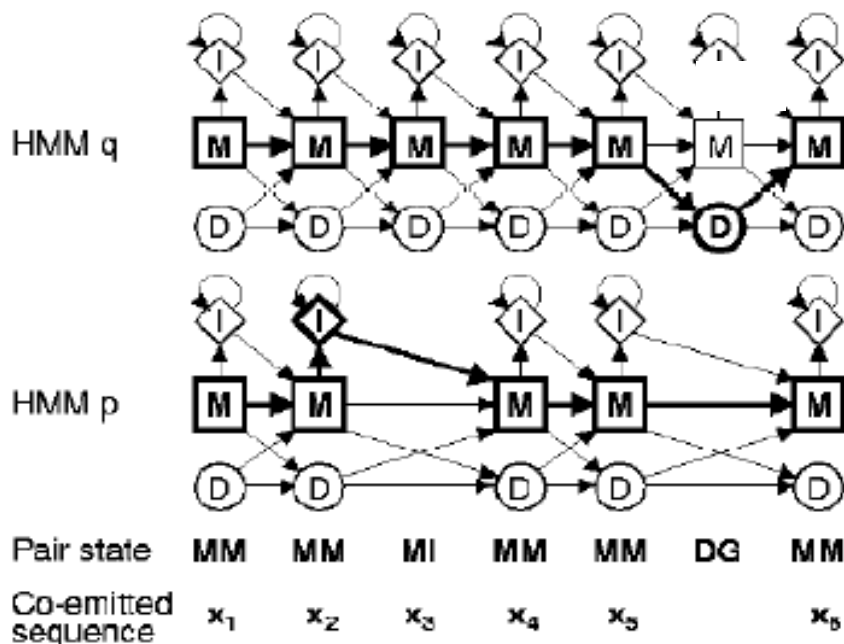 I I I I I I I
HMM q M M M M M M M
D D D D D D D
I I I I I
HMM p M M M M M
D D D D D
Pair state MM MM MI MM MM DG MM
Co-emitted
sequence x₁ x₂ x₃ x₄ x₅ x₆